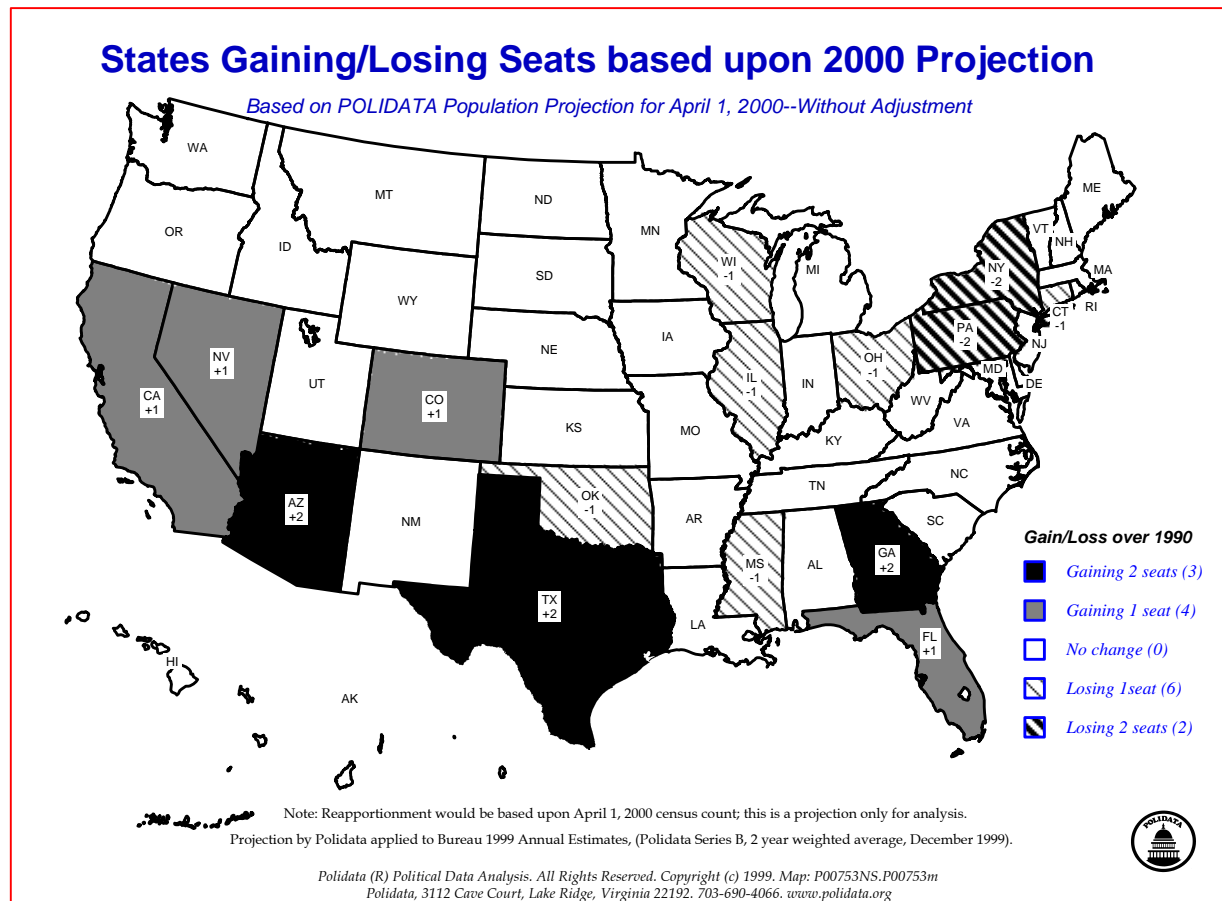 States Gaining/Losing Seats based upon 2000 Projection
Based on POLIDATA Population Projection for April 1, 2000--Without Adjustment
WA
MT
ND
MN
ME
OR
ID
SD
WI
-1
MI
VT
NH
NY
-2
MA
WY
CT
-1
RI
IA
PA
-2
NE
NJ
NV
+1
OH
-1
MD
IL
-1
IN
DE
UT
CA
+1
CO
+1
WV
KS
MO
VA
KY
NC
TN
OK
-1
AZ
+2
NM
AR
SC
MS
-1
AL
GA
+2
TX
+2
LA
FL
+1
HI
AK
Gain/Loss over 1990
Gaining 2 seats (3)
Gaining 1 seat (4)
No change (0)
Losing 1seat (6)
Losing 2 seats (2)
Note: Reapportionment would be based upon April 1, 2000 census count; this is a projection only for analysis.
Projection by Polidata applied to Bureau 1999 Annual Estimates, (Polidata Series B, 2 year weighted average, December 1999).
POLIDATA
Polidata (R) Political Data Analysis. All Rights Reserved. Copyright (c) 1999. Map: P00753NS.P00753m
Polidata, 3112 Cave Court, Lake Ridge, Virginia 22192. 703-690-4066. www.polidata.org